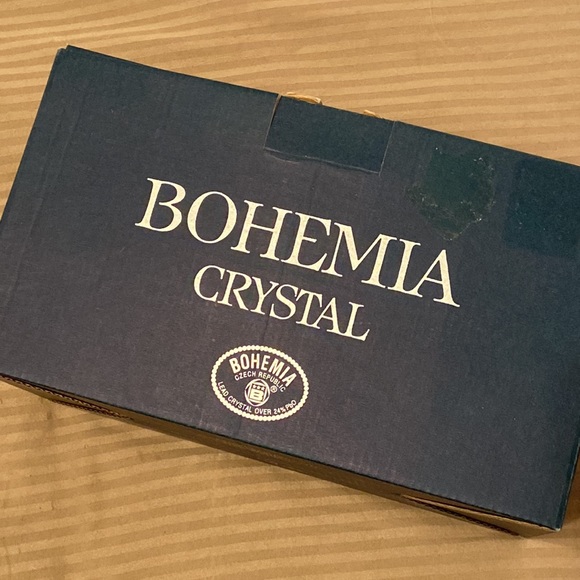 BOHEMIA
CRYSTAL
BOHEMIA
CZECH REPUBLIC
B ®
LEAD CRYSTAL OVER 24% PbO